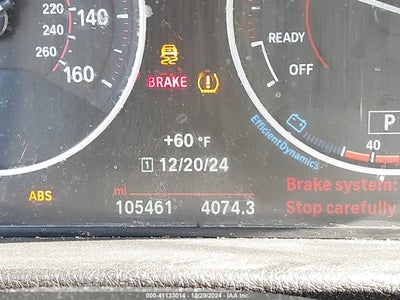 220
140
240
260
160
READY
OFF
BRAKE
+60 °F
1 12/20/24
EfficientDynamics
P
40
ABS
mi
105461 4074.3
Brake system:
Stop carefully
000-41133014 - 12/20/2024 - IAA Inc.